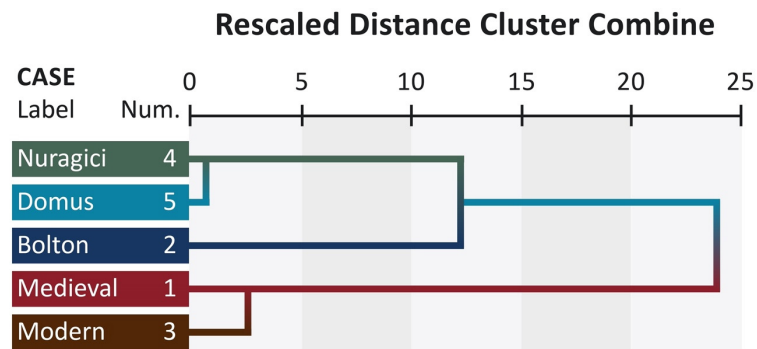 Rescaled Distance Cluster Combine
CASE 0 5 10 15 20 25
Label Num.
Nuragici 4
Domus 5
Bolton 2
Medieval 1
Modern 3